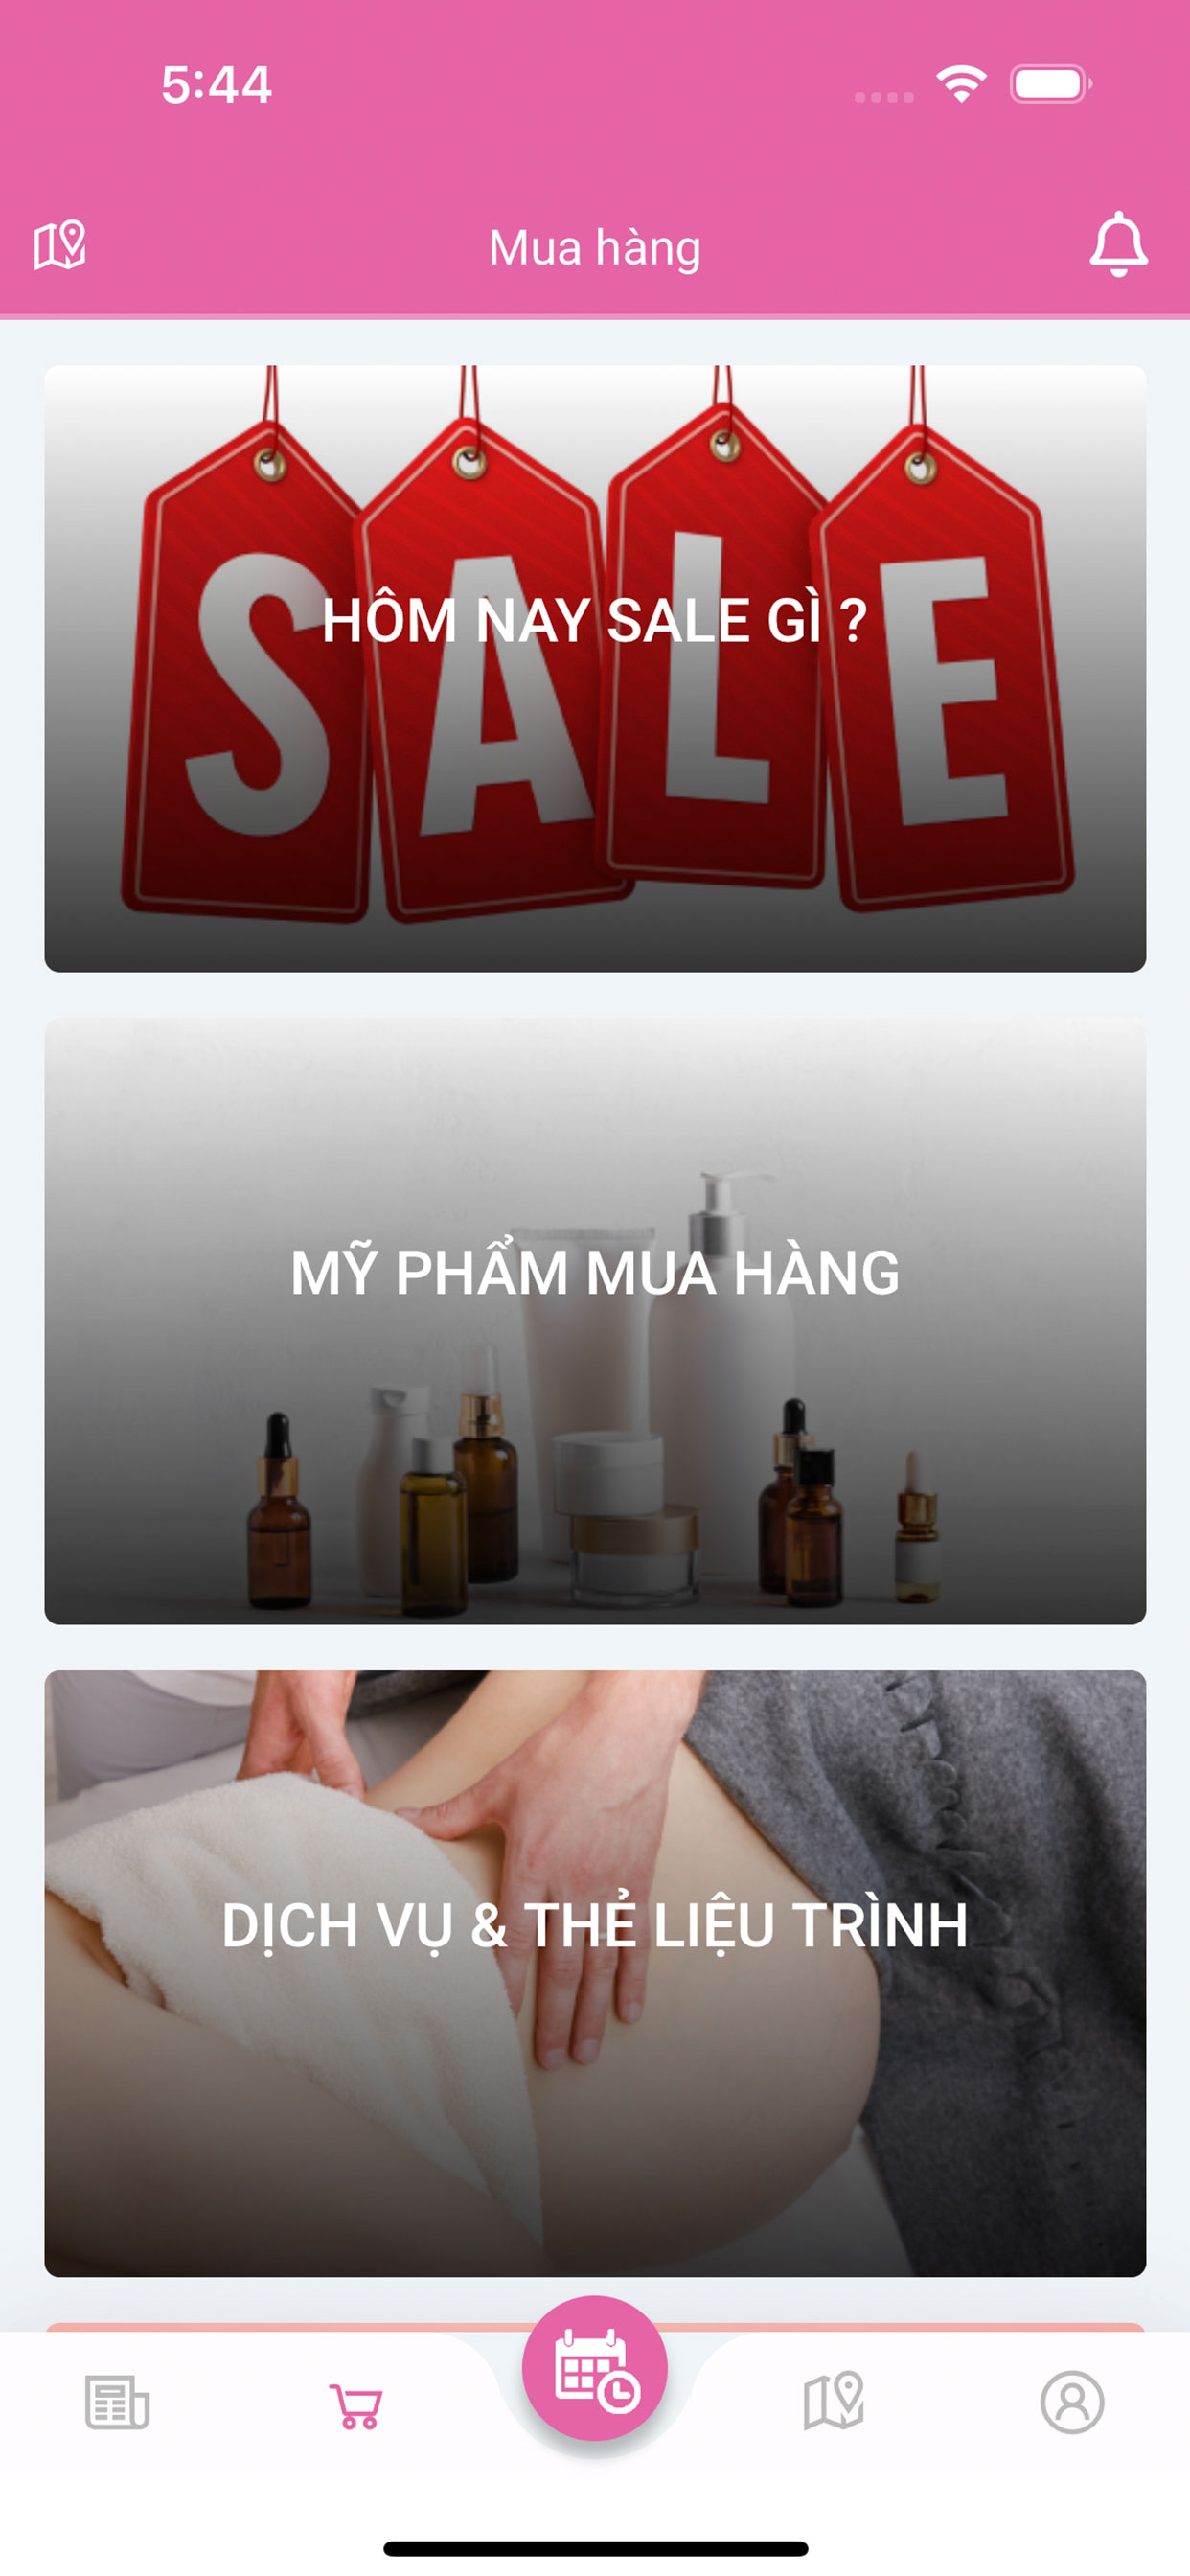 5:44
Mua hàng
SALE
HÔM NAY SALE GÌ ?
MỸ PHẨM MUA HÀNG
DỊCH VỤ & THẺ LIỆU TRÌNH